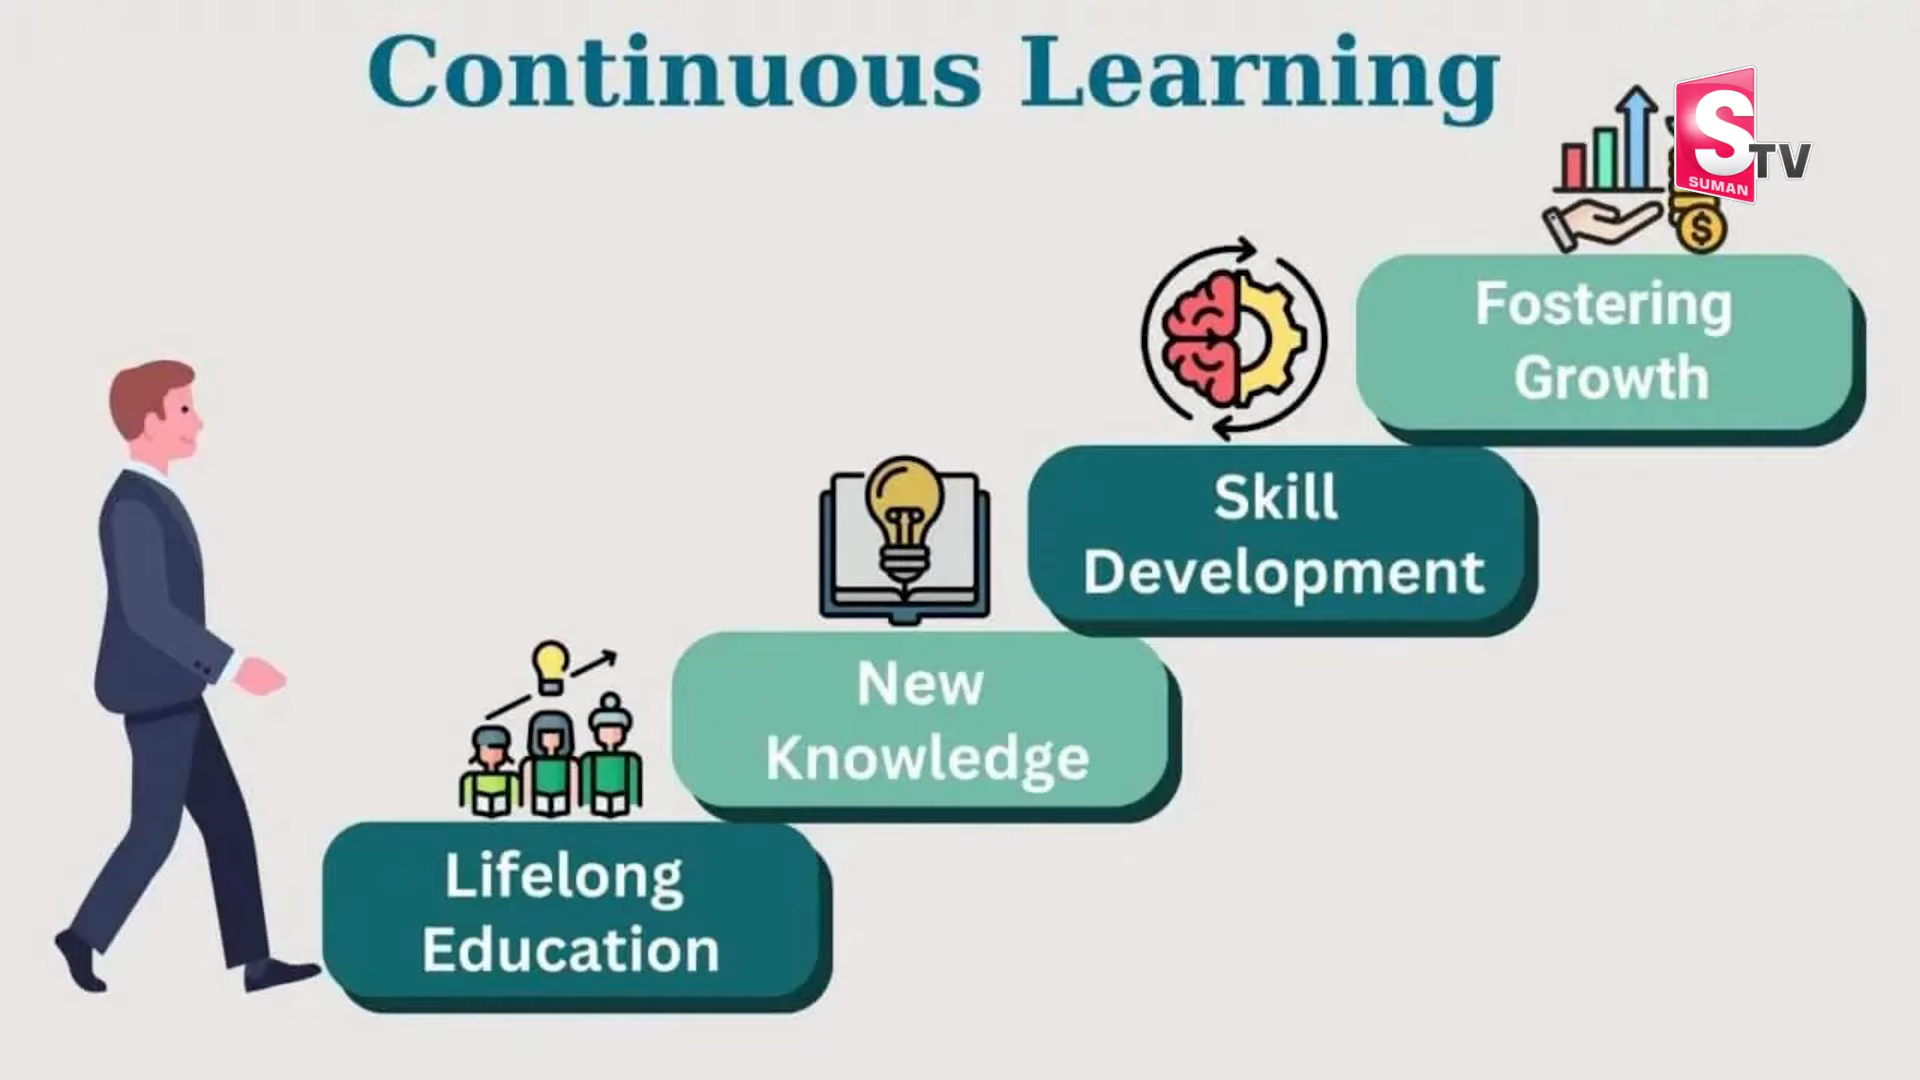 Continuous Learning
S
TV
SUMAN
$
Fostering
Growth
Skill
Development
New
Knowledge
Lifelong
Education